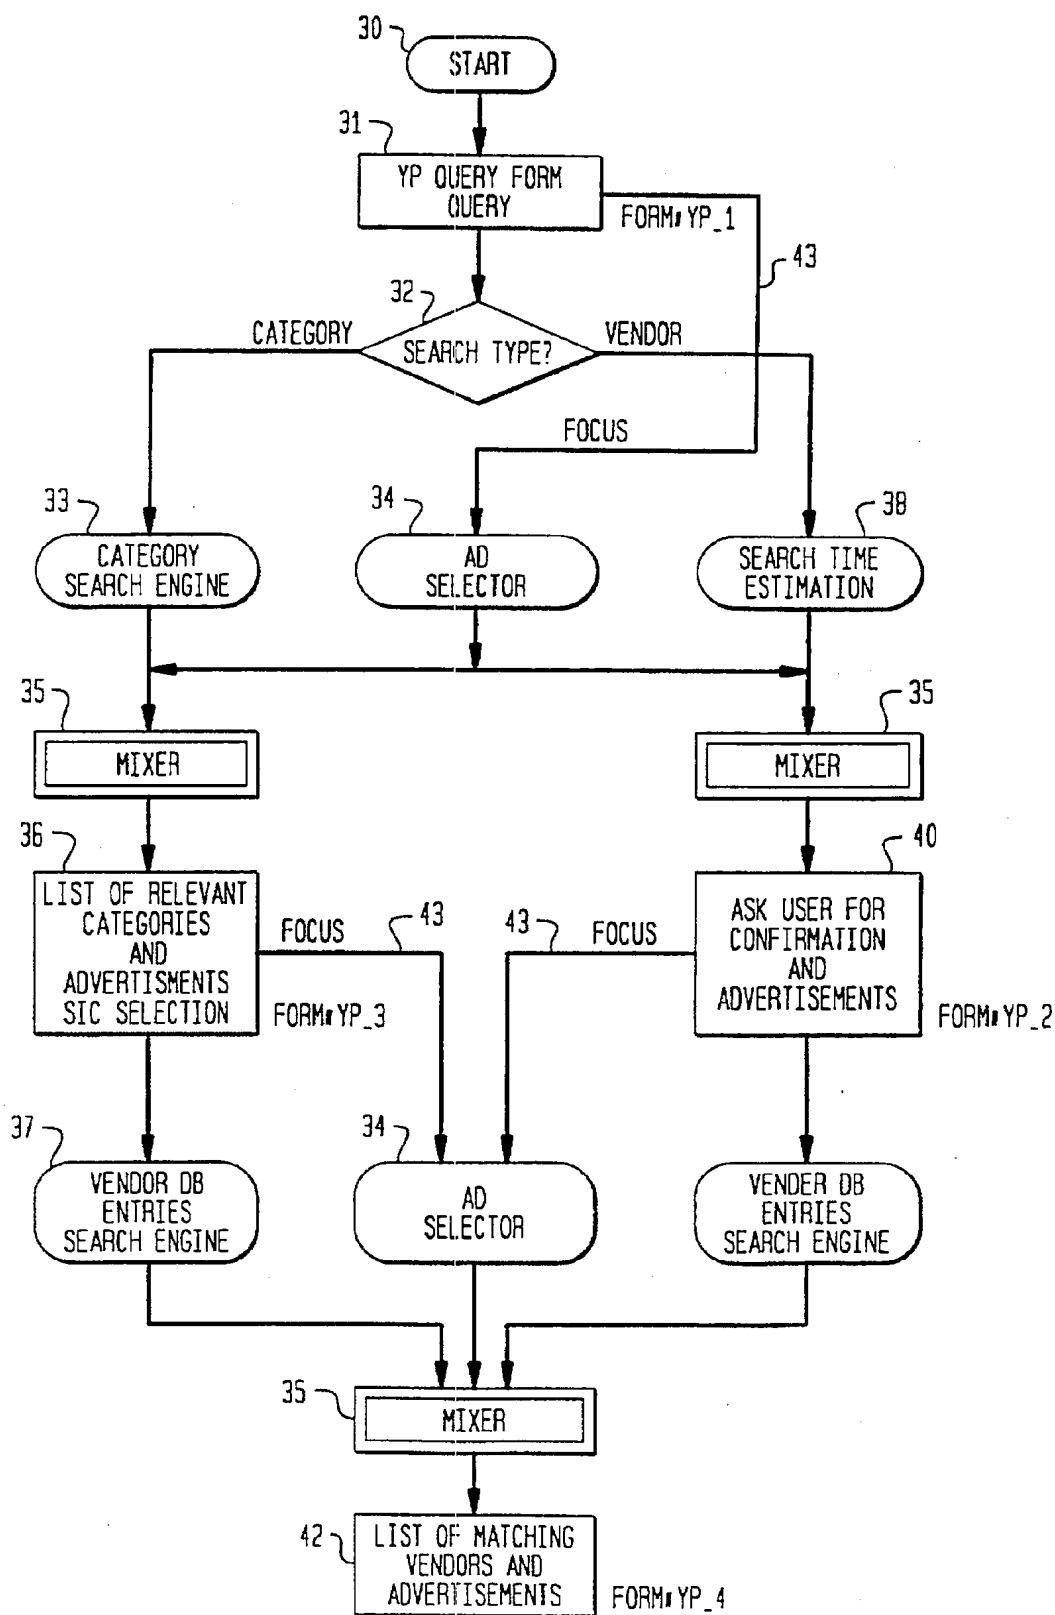 30
START
31
YP QUERY FORM
QUERY
FORM#YP_1
43
32
CATEGORY
SEARCH TYPE?
VENDOR
FOCUS
33
CATEGORY
SEARCH ENGINE
34
AD
SELECTOR
38
SEARCH TIME
ESTIMATION
35
MIXER
35
MIXER
36
LIST OF RELEVANT
CATEGORIES
AND
ADVERTISMENTS
SIC SELECTION
FOCUS
43
FORM#YP_3
43
FOCUS
40
ASK USER FOR
CONFIRMATION
AND
ADVERTISEMENTS
FORM#YP_2
37
VENDOR DB
ENTRIES
SEARCH ENGINE
34
AD
SELECTOR
VENDER DB
ENTRIES
SEARCH ENGINE
35
MIXER
42
LIST OF MATCHING
VENDORS AND
ADVERTISEMENTS
FORM#YP_4